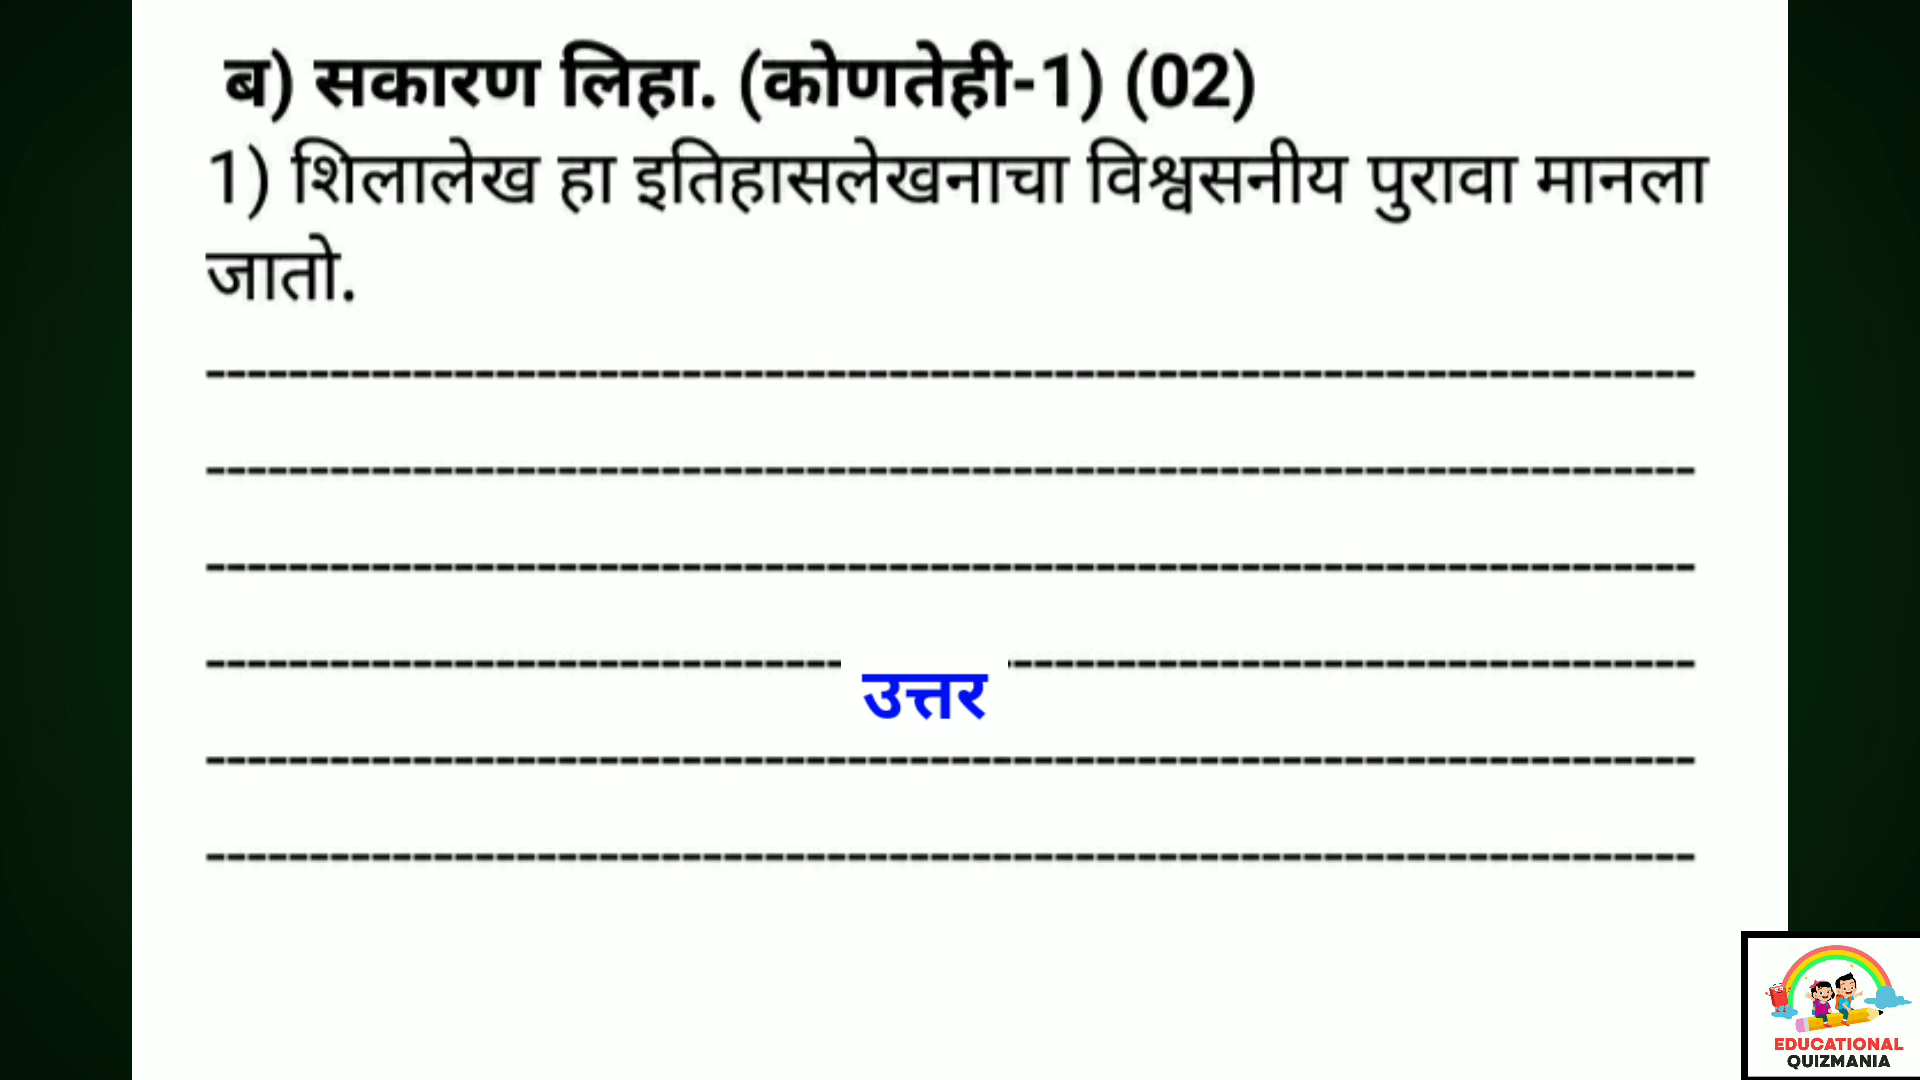 ब) सकारण लिहा. (कोणतेही-1) (02)
1) शिलालेख हा इतिहासलेखनाचा विश्वसनीय पुरावा मानला
जातो.
उत्तर
EDUCATIONAL
QUIZMANIA